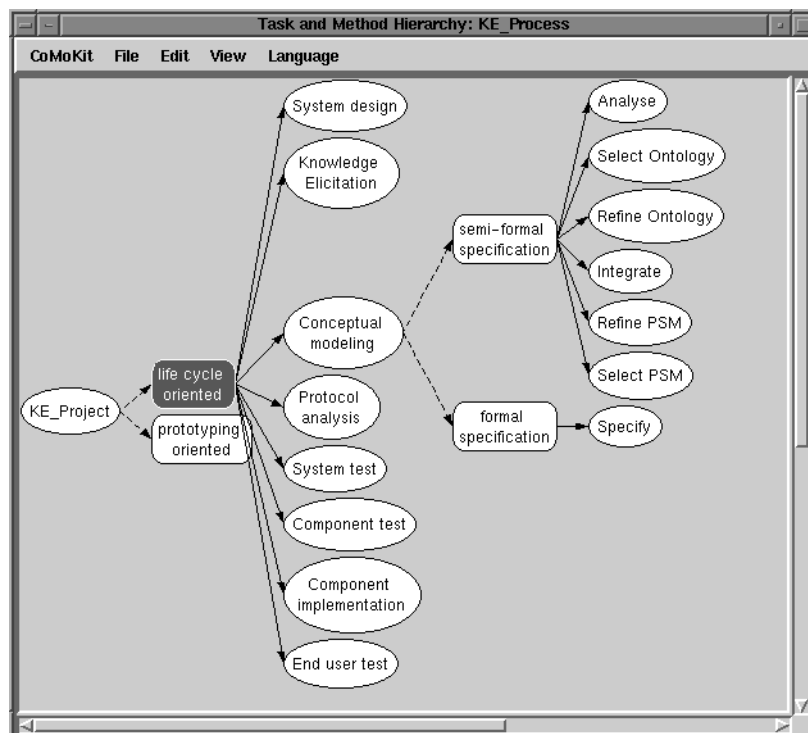 Task and Method Hierarchy: KE_Process
CoMoKit File Edit View Language
System design
Knowledge
Elicitation
Conceptual
modeling
Protocol
analysis
System test
Component test
Component
implementation
End user test
KE_Project
life cycle
oriented
prototyping
oriented
semi-formal
specification
formal
specification
Analyse
Select Ontology
Refine Ontology
Integrate
Refine PSM
Select PSM
Specify